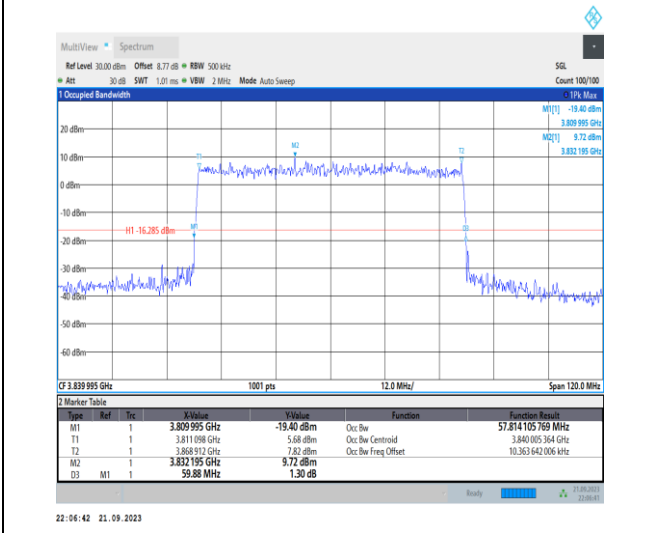 MultiView Spectrum
Ref Level 30.00 dBm Offset 8.77 dB RBW 500 kHz SGL
Att 30 dB SWT 1.01 ms VBW 2 MHz Mode Auto Sweep Count 100/100
1 Occupied Bandwidth 1Pk Max
M1[1] -19.40 dBm
3.809 995 GHz
M2[1] 9.72 dBm
3.832 195 GHz
20 dBm
M2
T1 T2
10 dBm
0 dBm
-10 dBm
H1 -16.285 dBm M1 D3
-20 dBm
-30 dBm
-40 dBm
-50 dBm
-60 dBm
CF 3.839 995 GHz 1001 pts 12.0 MHz/ Span 120.0 MHz
2 Marker Table
Type Ref Trc X-Value Y-Value Function Function Result
M1 1 3.809 995 GHz -19.40 dBm Occ Bw 57.814 105 769 MHz
T1 1 3.811 098 GHz 5.68 dBm Occ Bw Centroid 3.840 005 364 GHz
T2 1 3.868 912 GHz 7.82 dBm Occ Bw Freq Offset 10.363 642 006 kHz
M2 1 3.832 195 GHz 9.72 dBm
D3 M1 1 59.88 MHz 1.30 dB
Ready 21.09.2023
22:06:41
22:06:42 21.09.2023